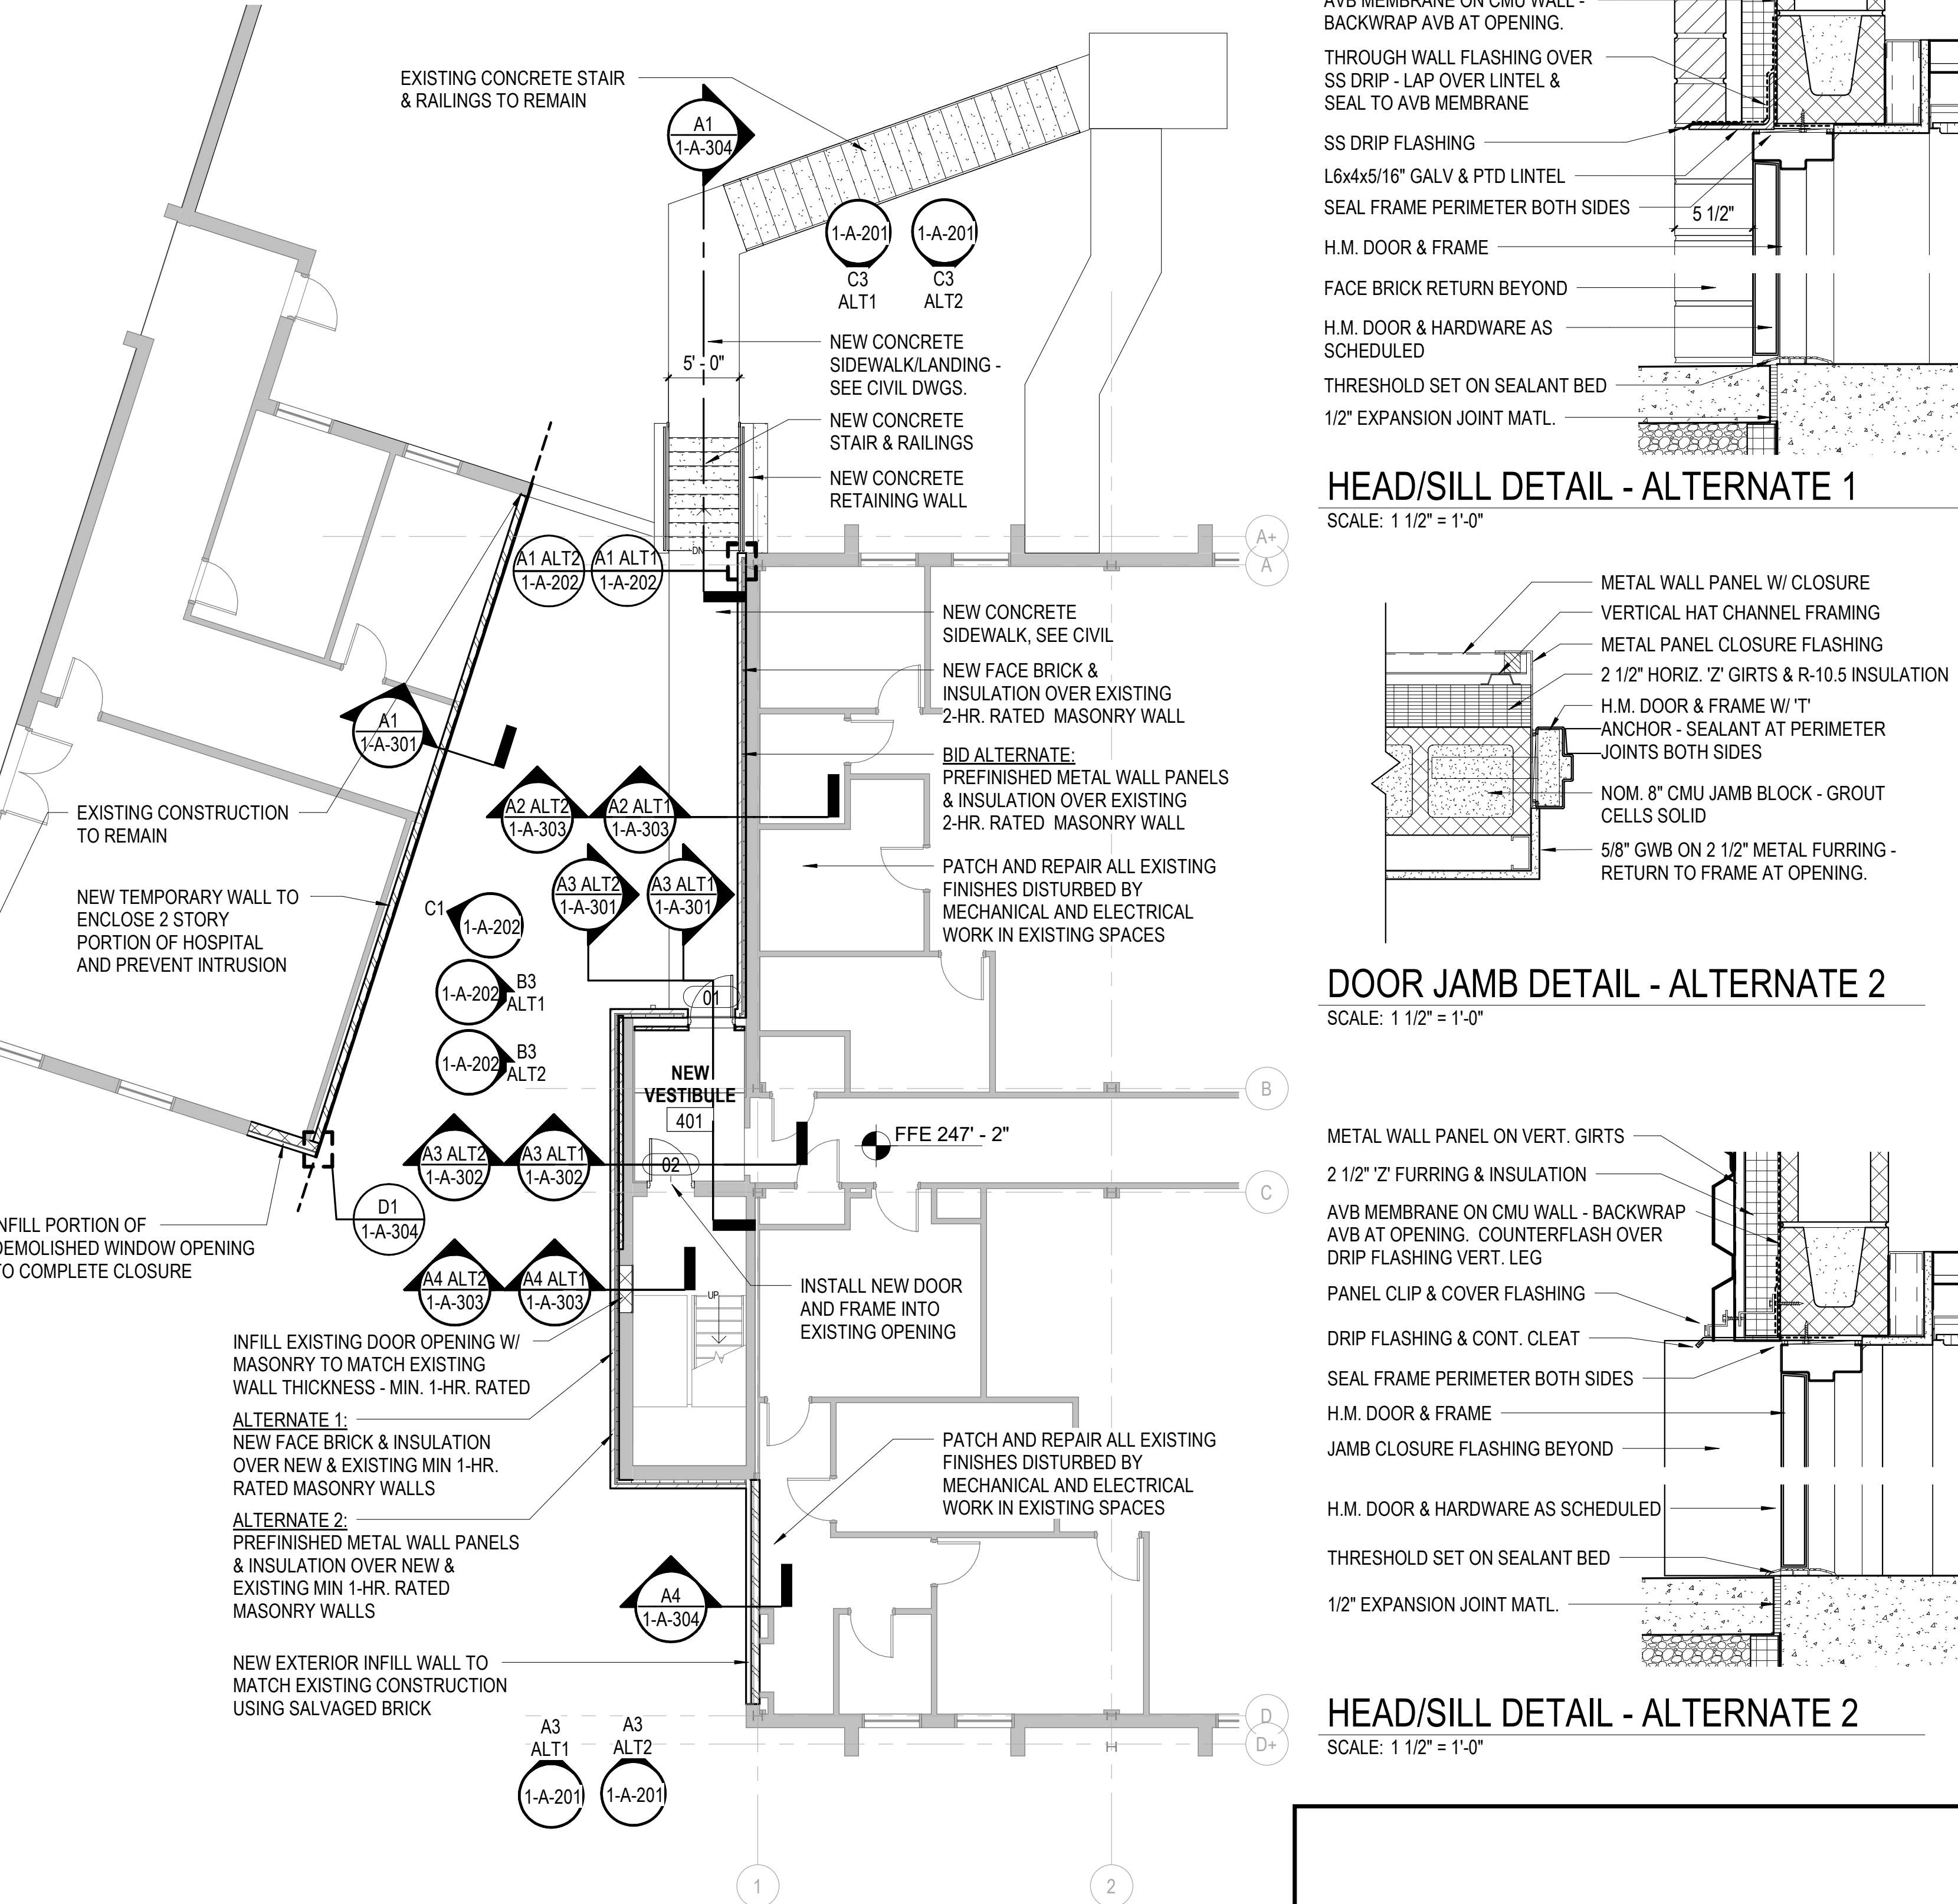 EXISTING CONCRETE STAIR
& RAILINGS TO REMAIN
A1
1-A-304
1-A-201
C3
ALT1
1-A-201
C3
ALT2
NEW CONCRETE
SIDEWALK/LANDING -
SEE CIVIL DWGS.
5' - 0"
NEW CONCRETE
STAIR & RAILINGS
NEW CONCRETE
RETAINING WALL
DN
A+
A
A1 ALT2
1-A-202
A1 ALT1
1-A-202
NEW CONCRETE
SIDEWALK, SEE CIVIL
NEW FACE BRICK &
INSULATION OVER EXISTING
2-HR. RATED MASONRY WALL
A1
1-A-301
BID ALTERNATE:
PREFINISHED METAL WALL PANELS
& INSULATION OVER EXISTING
2-HR. RATED MASONRY WALL
A2 ALT2
1-A-303
A2 ALT1
1-A-303
EXISTING CONSTRUCTION
TO REMAIN
A3 ALT2
1-A-301
A3 ALT1
1-A-301
PATCH AND REPAIR ALL EXISTING
FINISHES DISTURBED BY
MECHANICAL AND ELECTRICAL
WORK IN EXISTING SPACES
NEW TEMPORARY WALL TO
ENCLOSE 2 STORY
PORTION OF HOSPITAL
AND PREVENT INTRUSION
C1
1-A-202
1-A-202
B3
ALT1
01
1-A-202
B3
ALT2
NEW
VESTIBULE
401
B
FFE 247' - 2"
A3 ALT2
1-A-302
A3 ALT1
1-A-302
02
C
D1
1-A-304
NFILL PORTION OF
DEMOLISHED WINDOW OPENING
TO COMPLETE CLOSURE
A4 ALT2
1-A-303
A4 ALT1
1-A-303
UP
INSTALL NEW DOOR
AND FRAME INTO
EXISTING OPENING
INFILL EXISTING DOOR OPENING W/
MASONRY TO MATCH EXISTING
WALL THICKNESS - MIN. 1-HR. RATED
ALTERNATE 1:
NEW FACE BRICK & INSULATION
OVER NEW & EXISTING MIN 1-HR.
RATED MASONRY WALLS
ALTERNATE 2:
PREFINISHED METAL WALL PANELS
& INSULATION OVER NEW &
EXISTING MIN 1-HR. RATED
MASONRY WALLS
PATCH AND REPAIR ALL EXISTING
FINISHES DISTURBED BY
MECHANICAL AND ELECTRICAL
WORK IN EXISTING SPACES
A4
1-A-304
NEW EXTERIOR INFILL WALL TO
MATCH EXISTING CONSTRUCTION
USING SALVAGED BRICK
A3
ALT1
1-A-201
A3
ALT2
1-A-201
D
D+
1
2
AVB MEMBRANE ON CMU WALL -
BACKWRAP AVB AT OPENING.
THROUGH WALL FLASHING OVER
SS DRIP - LAP OVER LINTEL &
SEAL TO AVB MEMBRANE
SS DRIP FLASHING
L6x4x5/16" GALV & PTD LINTEL
SEAL FRAME PERIMETER BOTH SIDES
5 1/2"
H.M. DOOR & FRAME
FACE BRICK RETURN BEYOND
H.M. DOOR & HARDWARE AS
SCHEDULED
THRESHOLD SET ON SEALANT BED
1/2" EXPANSION JOINT MATL.
HEAD/SILL DETAIL - ALTERNATE 1
SCALE: 1 1/2" = 1'-0"
METAL WALL PANEL W/ CLOSURE
VERTICAL HAT CHANNEL FRAMING
METAL PANEL CLOSURE FLASHING
2 1/2" HORIZ. 'Z' GIRTS & R-10.5 INSULATION
H.M. DOOR & FRAME W/ 'T'
ANCHOR - SEALANT AT PERIMETER
JOINTS BOTH SIDES
NOM. 8" CMU JAMB BLOCK - GROUT
CELLS SOLID
5/8" GWB ON 2 1/2" METAL FURRING -
RETURN TO FRAME AT OPENING.
DOOR JAMB DETAIL - ALTERNATE 2
SCALE: 1 1/2" = 1'-0"
METAL WALL PANEL ON VERT. GIRTS
2 1/2" 'Z' FURRING & INSULATION
AVB MEMBRANE ON CMU WALL - BACKWRAP
AVB AT OPENING. COUNTERFLASH OVER
DRIP FLASHING VERT. LEG
PANEL CLIP & COVER FLASHING
DRIP FLASHING & CONT. CLEAT
SEAL FRAME PERIMETER BOTH SIDES
H.M. DOOR & FRAME
JAMB CLOSURE FLASHING BEYOND
H.M. DOOR & HARDWARE AS SCHEDULED
THRESHOLD SET ON SEALANT BED
1/2" EXPANSION JOINT MATL.
HEAD/SILL DETAIL - ALTERNATE 2
SCALE: 1 1/2" = 1'-0"